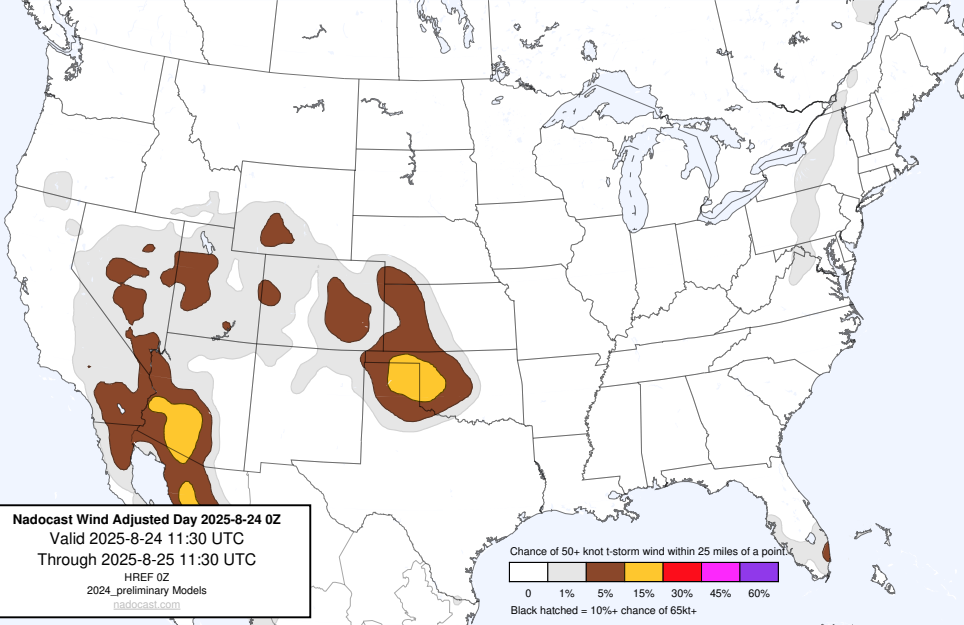 Nadocast Wind Adjusted Day 2025-8-24 0Z
Valid 2025-8-24 11:30 UTC
Through 2025-8-25 11:30 UTC
HREF 0Z
2024_preliminary Models
nadocast.com
Chance of 50+ knot t-storm wind within 25 miles of a point.
0 1% 5% 15% 30% 45% 60%
Black hatched = 10%+ chance of 65kt+